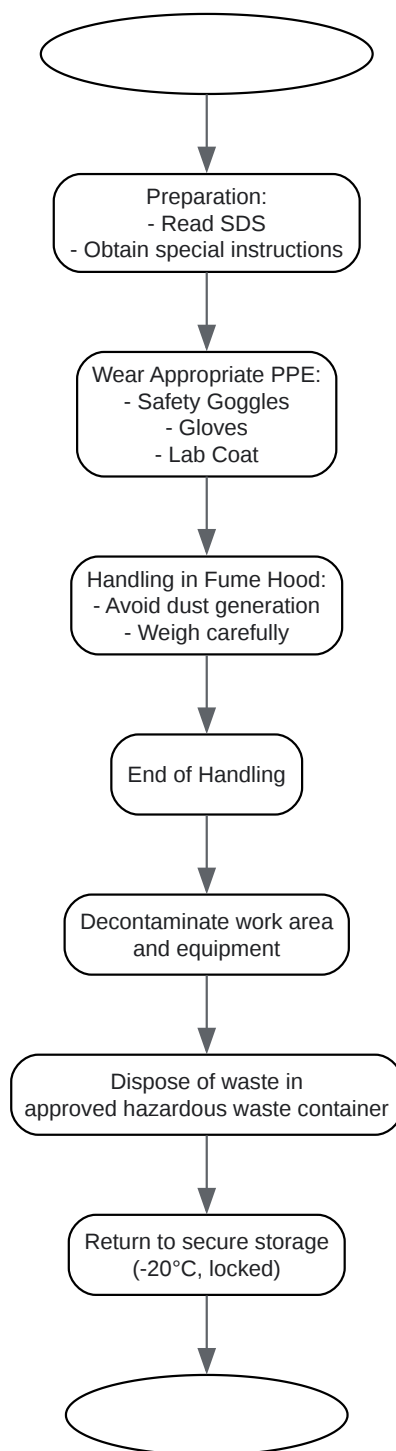 Preparation:
- Read SDS
- Obtain special instructions
Wear Appropriate PPE:
- Safety Goggles
- Gloves
- Lab Coat
Handling in Fume Hood:
- Avoid dust generation
- Weigh carefully
End of Handling
Decontaminate work area
and equipment
Dispose of waste in
approved hazardous waste container
Return to secure storage
(-20°C, locked)